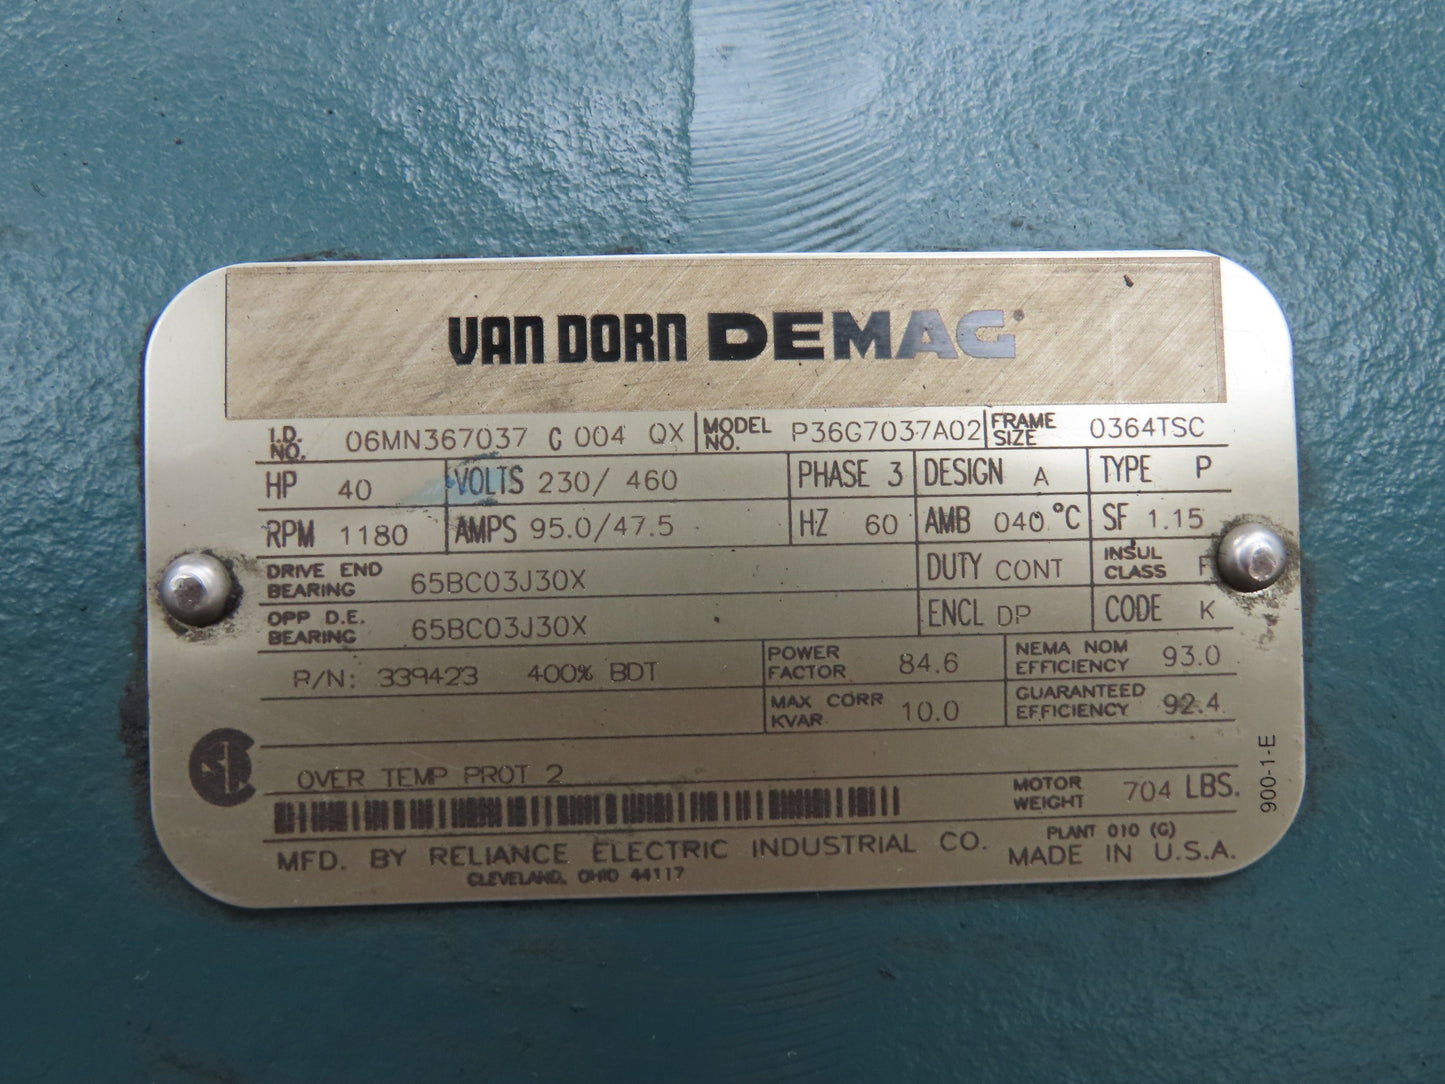 VAN DORN DEMAG®
I.D. NO. 06MN367037 G 004 QX MODEL NO. P36G7037A02 FRAME SIZE 0364TSC
HP 40 VOLTS 230/ 460 PHASE 3 DESIGN A TYPE P
RPM 1180 AMPS 95.0/47.5 HZ 60 AMB 040 °C SF 1.15
DRIVE END BEARING 65BC03J30X DUTY CONT INSUL CLASS F
OPP D.E. BEARING 65BC03J30X ENCL DP CODE K
P/N: 339423 400% BDT POWER FACTOR 84.6 NEMA NOM EFFICIENCY 93.0
MAX CORR KVAR 10.0 GUARANTEED EFFICIENCY 92.4
OVER TEMP PROT 2
MOTOR WEIGHT 704 LBS.
900-1-E
MFD. BY RELIANCE ELECTRIC INDUSTRIAL CO.
CLEVELAND, OHIO 44117
PLANT 010 (G)
MADE IN U.S.A.